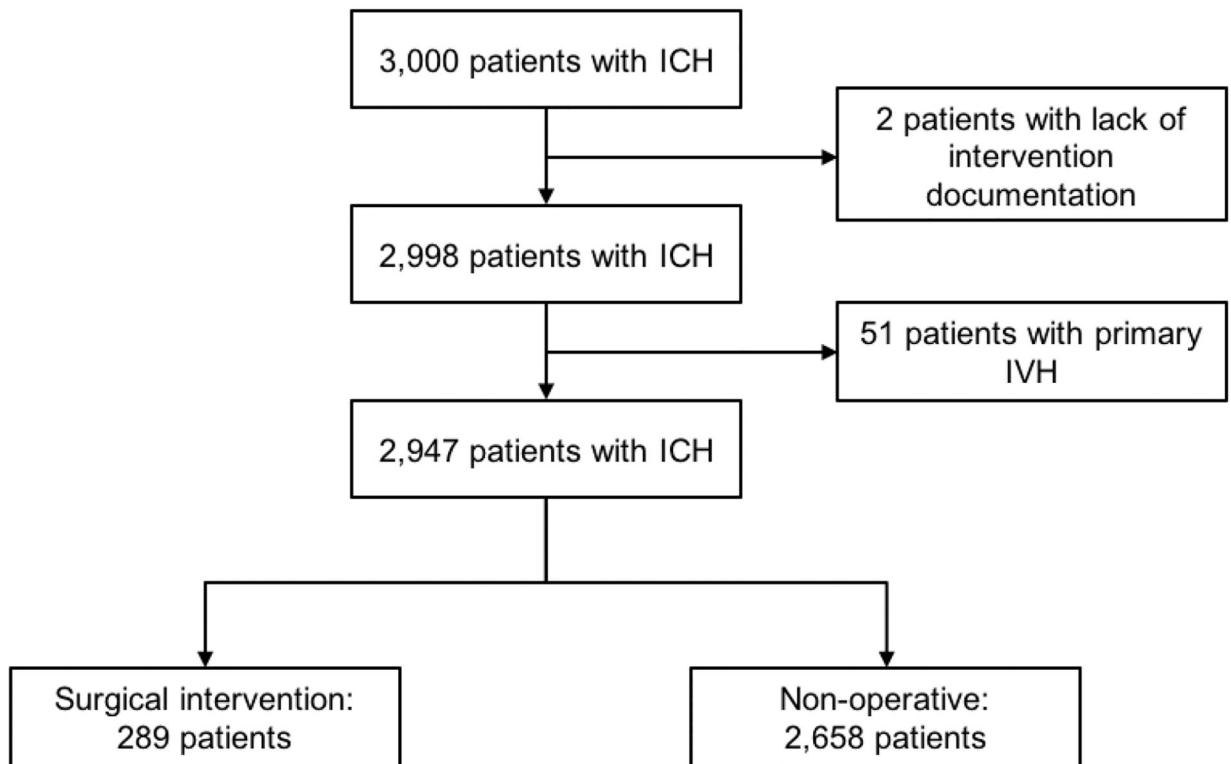 3,000 patients with ICH
2 patients with lack of
intervention
documentation
2,998 patients with ICH
51 patients with primary
IVH
2,947 patients with ICH
Surgical intervention:
289 patients
Non-operative:
2,658 patients